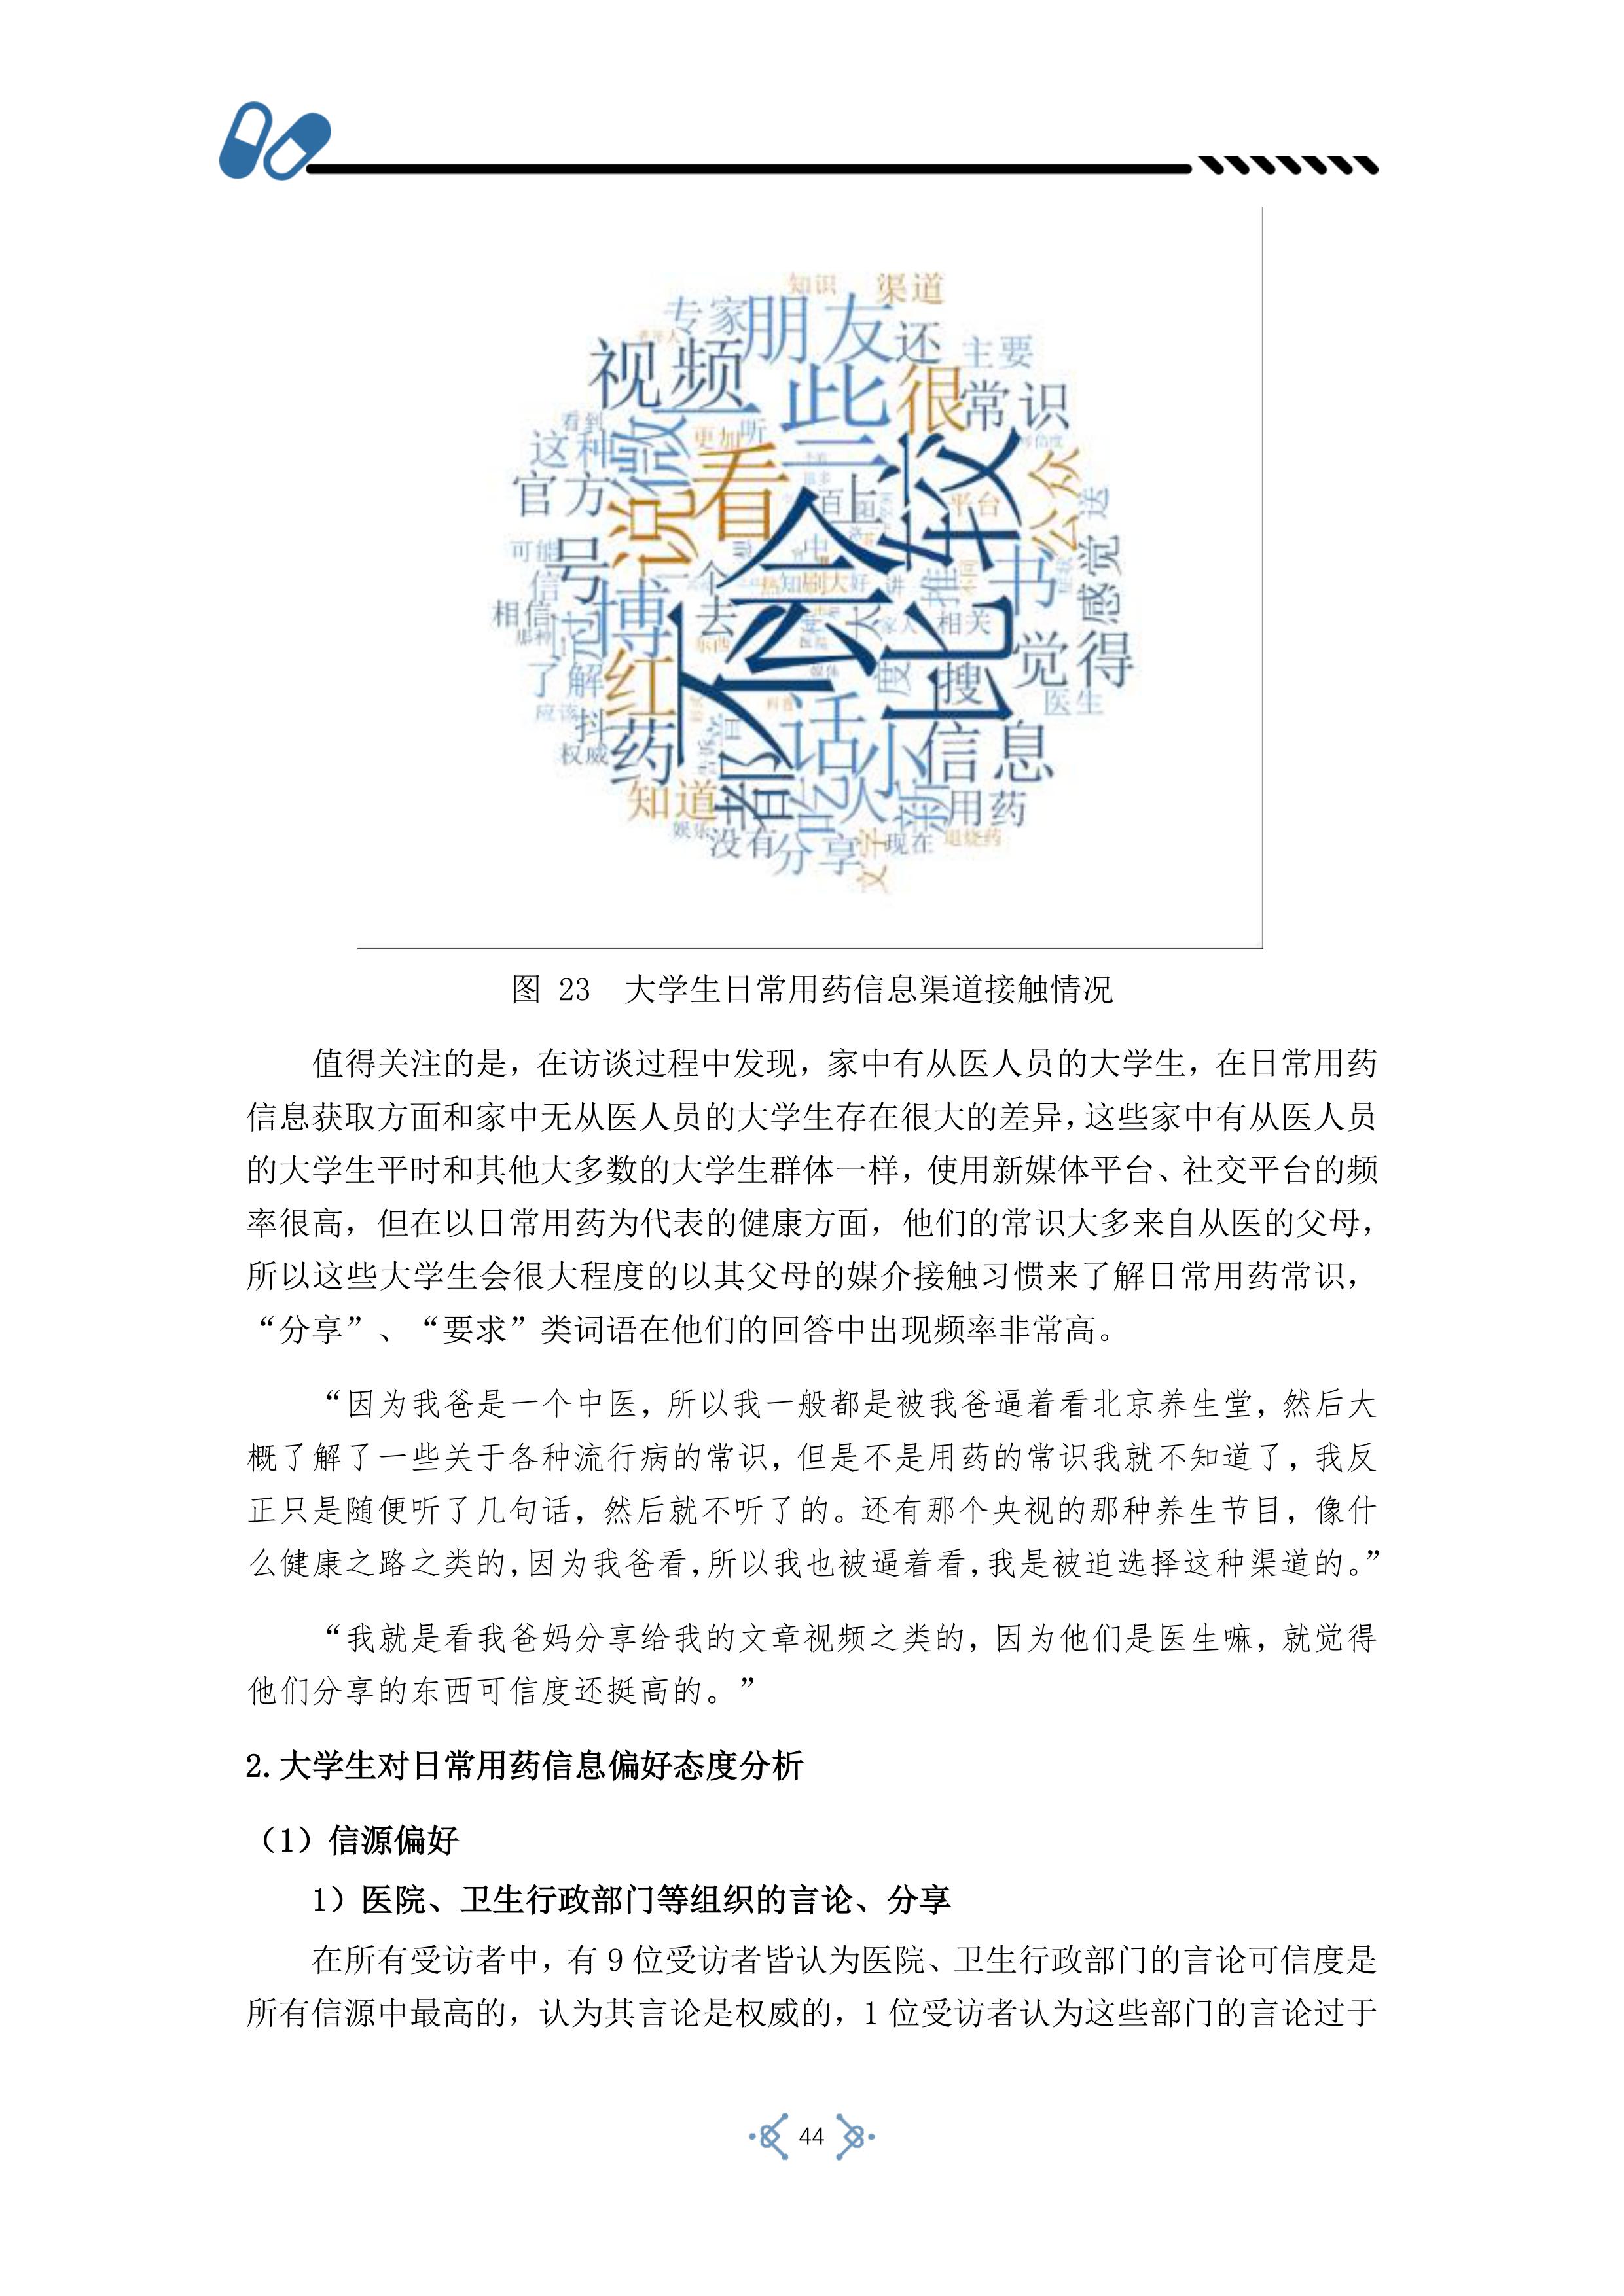 知识 渠道
专家 朋友 还 主要
视频 一些 很 常识
看到 微 更加 听
这种 看 二 比较 公众
官方 说 百 上 平台 送
可能 号 会 中 感觉
信 一个 热 知 刷 大 好 讲 推 书
相信 博 去 不 人 家人 相关
那种 过 东西 觉得
了解 红 媒体 度 搜 医生
应该 抖 科普
权威 药 都 话 小 信息
知道 者 吃 火 新 用药
娱乐 没有 分享 文字 现在 退烧药
图 23 大学生日常用药信息渠道接触情况
值得关注的是，在访谈过程中发现，家中有从医人员的大学生，在日常用药
信息获取方面和家中无从医人员的大学生存在很大的差异，这些家中有从医人员
的大学生平时和其他大多数的大学生群体一样，使用新媒体平台、社交平台的频
率很高，但在以日常用药为代表的健康方面，他们的常识大多来自从医的父母，
所以这些大学生会很大程度的以其父母的媒介接触习惯来了解日常用药常识，
“分享”、“要求”类词语在他们的回答中出现频率非常高。
“因为我爸是一个中医，所以我一般都是被我爸逼着看北京养生堂，然后大
概了解了一些关于各种流行病的常识，但是不是用药的常识我就不知道了，我反
正只是随便听了几句话，然后就不听了的。还有那个央视的那种养生节目，像什
么健康之路之类的，因为我爸看，所以我也被逼着看，我是被迫选择这种渠道的。”
“我就是看我爸妈分享给我的文章视频之类的，因为他们是医生嘛，就觉得
他们分享的东西可信度还挺高的。”
2.大学生对日常用药信息偏好态度分析
（1）信源偏好
1）医院、卫生行政部门等组织的言论、分享
在所有受访者中，有 9 位受访者皆认为医院、卫生行政部门的言论可信度是
所有信源中最高的，认为其言论是权威的，1 位受访者认为这些部门的言论过于
44